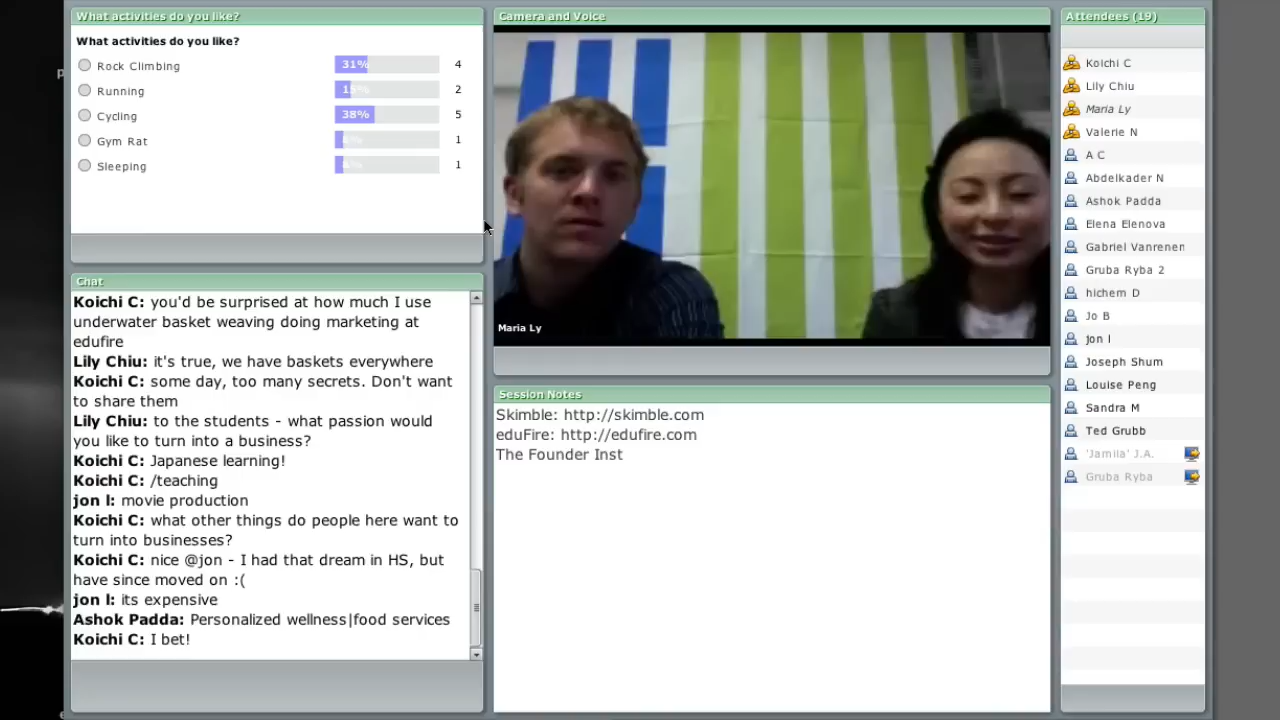 What activities do you like?
What activities do you like?
Rock Climbing 31% 4
Running 15% 2
Cycling 38% 5
Gym Rat 1
Sleeping 1
Chat
Koichi C: you'd be surprised at how much I use
underwater basket weaving doing marketing at
edufire
Lily Chiu: it's true, we have baskets everywhere
Koichi C: some day, too many secrets. Don't want
to share them
Lily Chiu: to the students - what passion would
you like to turn into a business?
Koichi C: Japanese learning!
Koichi C: /teaching
jon l: movie production
Koichi C: what other things do people here want to
turn into businesses?
Koichi C: nice @jon - I had that dream in HS, but
have since moved on :(
jon l: its expensive
Ashok Padda: Personalized wellness|food services
Koichi C: I bet!
Camera and Voice
Maria Ly
Session Notes
Skimble: http://skimble.com
eduFire: http://edufire.com
The Founder Inst
Attendees (19)
Koichi C
Lily Chiu
Maria Ly
Valerie N
A C
Abdelkader N
Ashok Padda
Elena Elenova
Gabriel Vanrenen
Gruba Ryba 2
hichem D
Jo B
jon l
Joseph Shum
Louise Peng
Sandra M
Ted Grubb
'Jamila' J.A.
Gruba Ryba